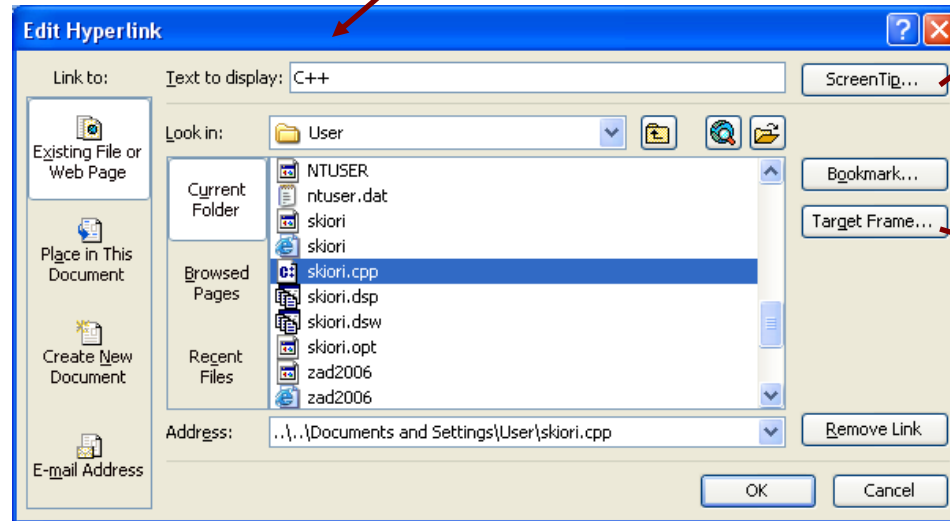 Edit Hyperlink
Link to:
Text to display: C++
ScreenTip...
Existing File or
Web Page
Look in: User
Place in This
Document
Create New
Document
E-mail Address
Current
Folder
Browsed
Pages
Recent
Files
NTUSER
ntuser.dat
skiori
skiori
skiori.cpp
skiori.dsp
skiori.dsw
skiori.opt
zad2006
zad2006
Bookmark...
Target Frame...
Address: ..\..\Documents and Settings\User\skiori.cpp
Remove Link
OK
Cancel